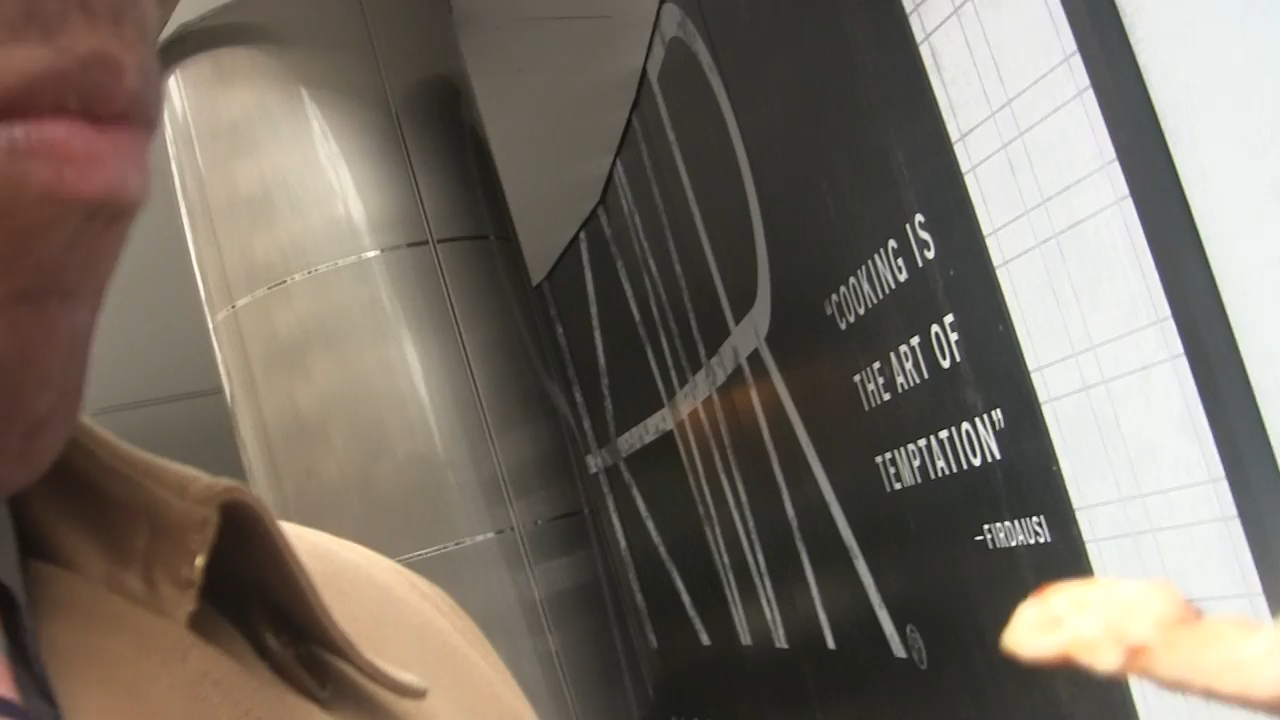 "COOKING IS
THE ART OF
TEMPTATION"
-FIRDAUSI
®